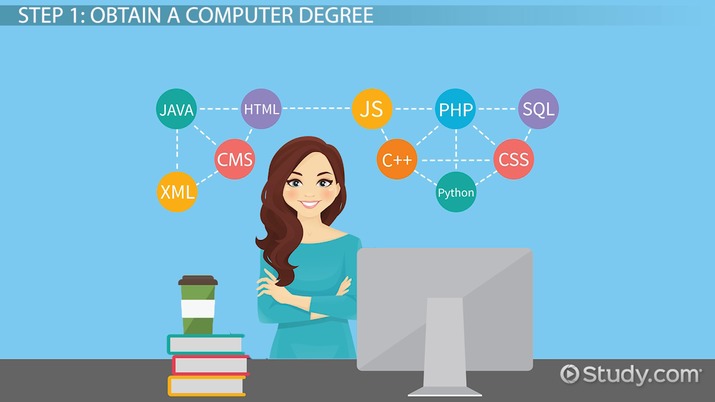 STEP 1: OBTAIN A COMPUTER DEGREE
JAVA
HTML
JS
PHP
SQL
CMS
C++
CSS
XML
Python
Study.com